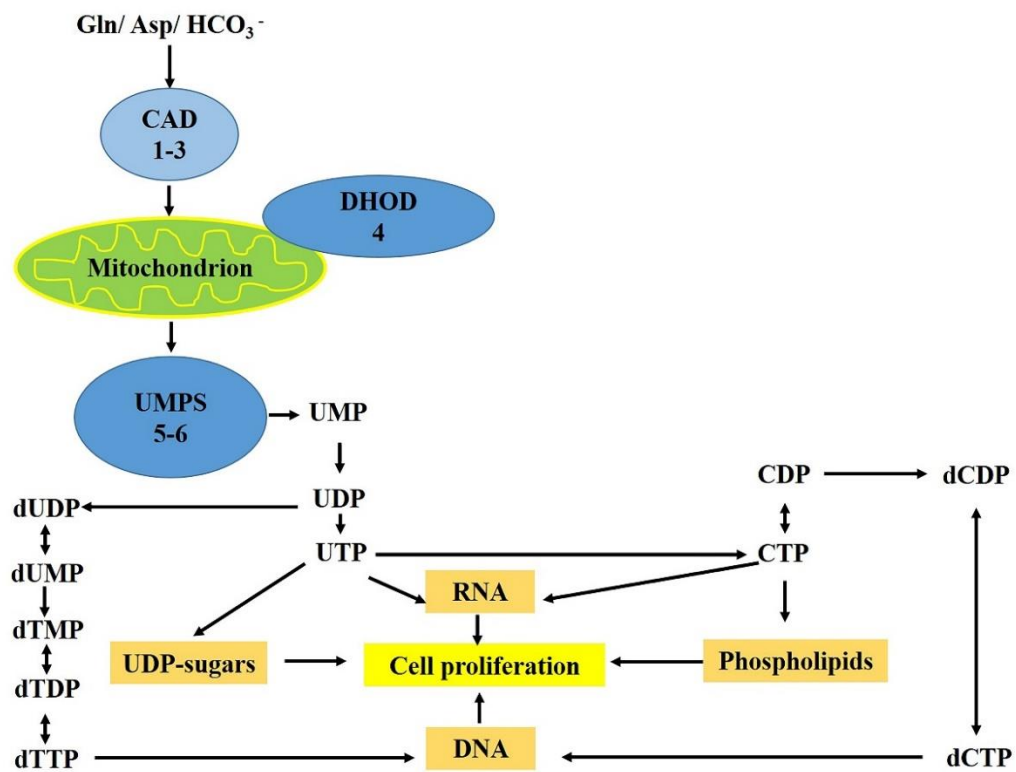 Gln/ Asp/ HCO₃⁻
CAD
1-3
DHOD
4
Mitochondrion
UMPS
5-6
UMP
CDP
dCDP
dUDP
UDP
UTP
CTP
dUMP
RNA
dTMP
UDP-sugars
Cell proliferation
Phospholipids
dTDP
dTTP
DNA
dCTP